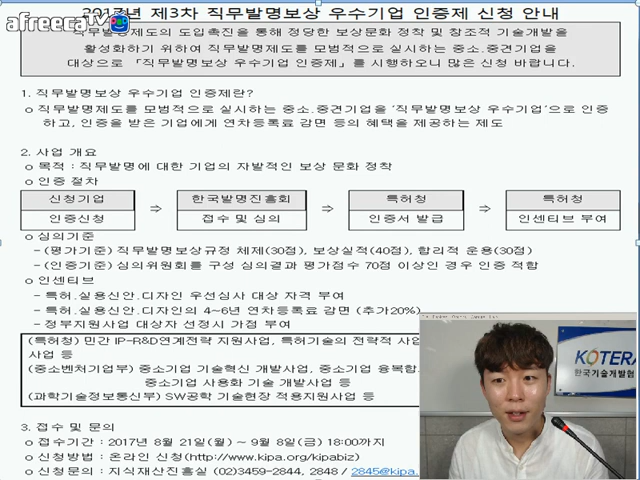 afreecaTV
2017년 제3차 직무발명보상 우수기업 인증제 신청 안내
직무발명제도의 도입촉진을 통해 정당한 보상문화 정착 및 창조적 기술개발을
활성화하기 위하여 직무발명제도를 모범적으로 실시하는 중소.중견기업을
대상으로 「직무발명보상 우수기업 인증제」를 시행하오니 많은 신청 바랍니다.
1. 직무발명보상 우수기업 인증제란?
o 직무발명제도를 모범적으로 실시하는 중소.중견기업을 '직무발명보상 우수기업'으로 인증
하고, 인증을 받은 기업에게 연차등록료 감면 등의 혜택을 제공하는 제도
2. 사업 개요
o 목적 : 직무발명에 대한 기업의 자발적인 보상 문화 정착
o 인증 절차
신청기업 ⇨ 한국발명진흥회 ⇨ 특허청 ⇨ 특허청
인증신청 접수 및 심의 인증서 발급 인센티브 부여
o 심의기준
- (평가기준) 직무발명보상규정 체제(30점), 보상실적(40점), 합리적 운용(30점)
- (인증기준) 심의위원회를 구성 심의결과 평가점수 70점 이상인 경우 인증 적합
o 인센티브
- 특허.실용신안.디자인 우선심사 대상 자격 부여
- 특허.실용신안.디자인의 4~6년 연차등록료 감면 (추가20%)
- 정부지원사업 대상자 선정시 가점 부여
(특허청) 민간 IP-R&D연계전략 지원사업, 특허기술의 전략적 사업
사업 등
(중소벤처기업부) 중소기업 기술혁신 개발사업, 중소기업 융복합
중소기업 사용화 기술 개발사업 등
(과학기술정보통신부) SW공학 기술현장 적용지원사업 등
3. 접수 및 문의
o 접수기간 : 2017년 8월 21일(월) ~ 9월 8일(금) 18:00까지
o 신청방법 : 온라인 신청(http://www.kipa.org/kipabiz)
o 신청문의 : 지식재산진흥실 (02)3459-2844, 2848 / 2845@kipa.
KOTERA
한국기술개발협